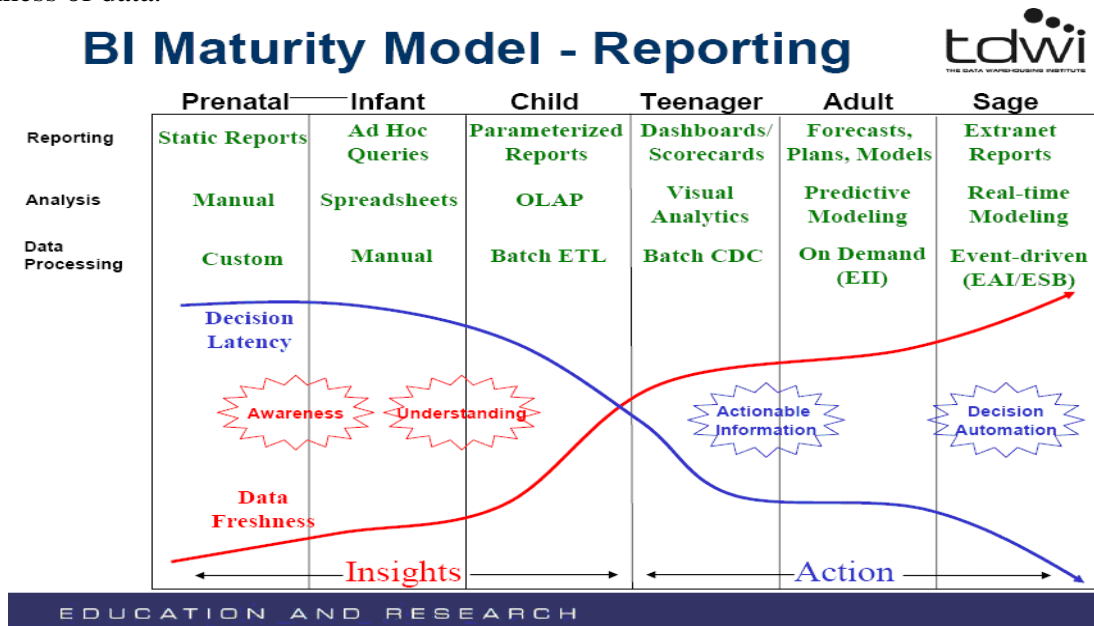 BI Maturity Model - Reporting
tdwi
THE DATA WAREHOUSING INSTITUTE
Prenatal Infant Child Teenager Adult Sage
Reporting
Static Reports
Ad Hoc
Queries
Parameterized
Reports
Dashboards/
Scorecards
Forecasts,
Plans, Models
Extranet
Reports
Analysis
Manual
Spreadsheets
OLAP
Visual
Analytics
Predictive
Modeling
Real-time
Modeling
Data
Processing
Custom
Manual
Batch ETL
Batch CDC
On Demand
(EII)
Event-driven
(EAI/ESB)
Decision
Latency
Awareness
Understanding
Actionable
Information
Decision
Automation
Data
Freshness
Insights
Action
EDUCATION AND RESEARCH